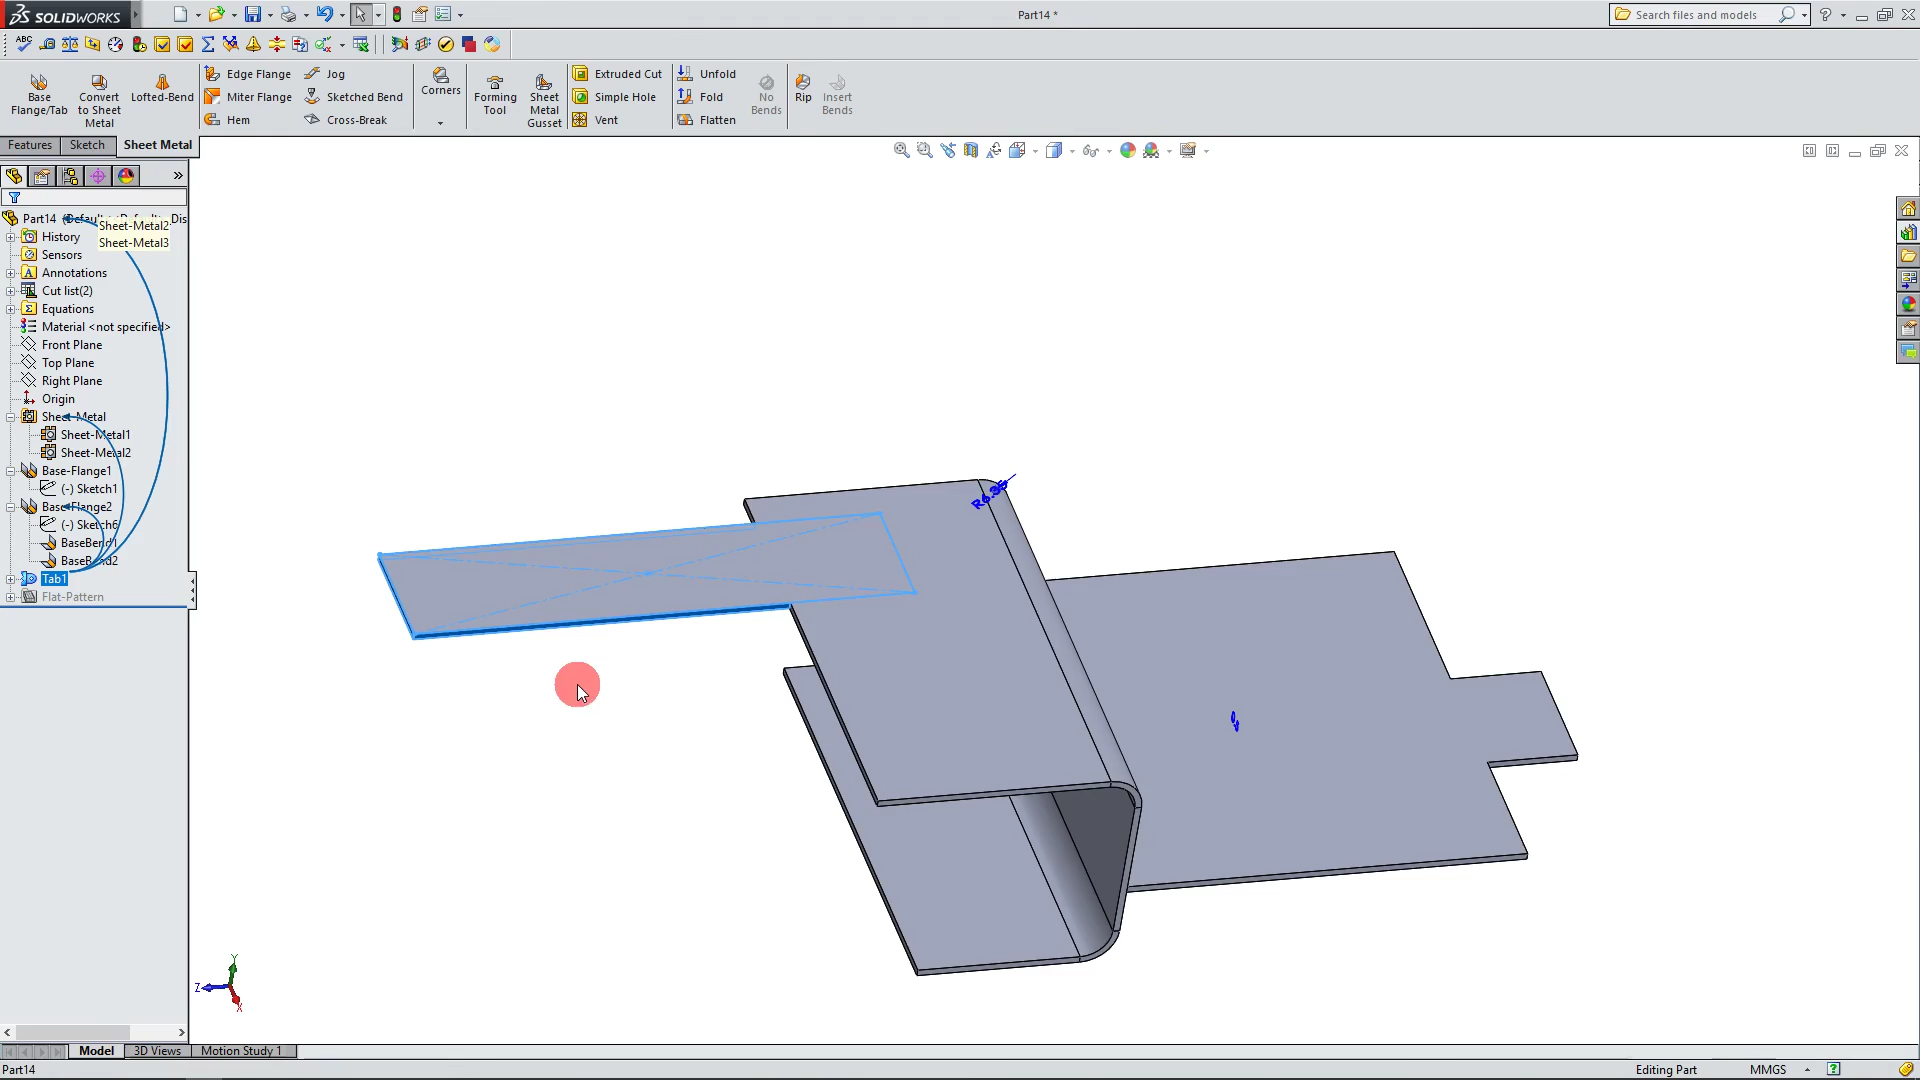 SOLIDWORKS
Part14 *
Search files and models
Base Flange/Tab
Convert to Sheet Metal
Lofted-Bend
Edge Flange
Miter Flange
Hem
Jog
Sketched Bend
Cross-Break
Corners
Forming Tool
Sheet Metal Gusset
Extruded Cut
Simple Hole
Vent
Unfold
Fold
Flatten
No Bends
Rip
Insert Bends
Features
Sketch
Sheet Metal
Sheet-Metal2
Sheet-Metal3
History
Sensors
Annotations
Cut list(2)
Equations
Material <not specified>
Front Plane
Top Plane
Right Plane
Origin
Sheet-Metal
Sheet-Metal1
Sheet-Metal2
Base-Flange1
(-) Sketch1
Base-Flange2
(-) Sketch6
BaseBend1
BaseBend2
Tab1
Flat-Pattern
R6.35
Y
Z
X
Model
3D Views
Motion Study 1
Part14
Editing Part
MMGS